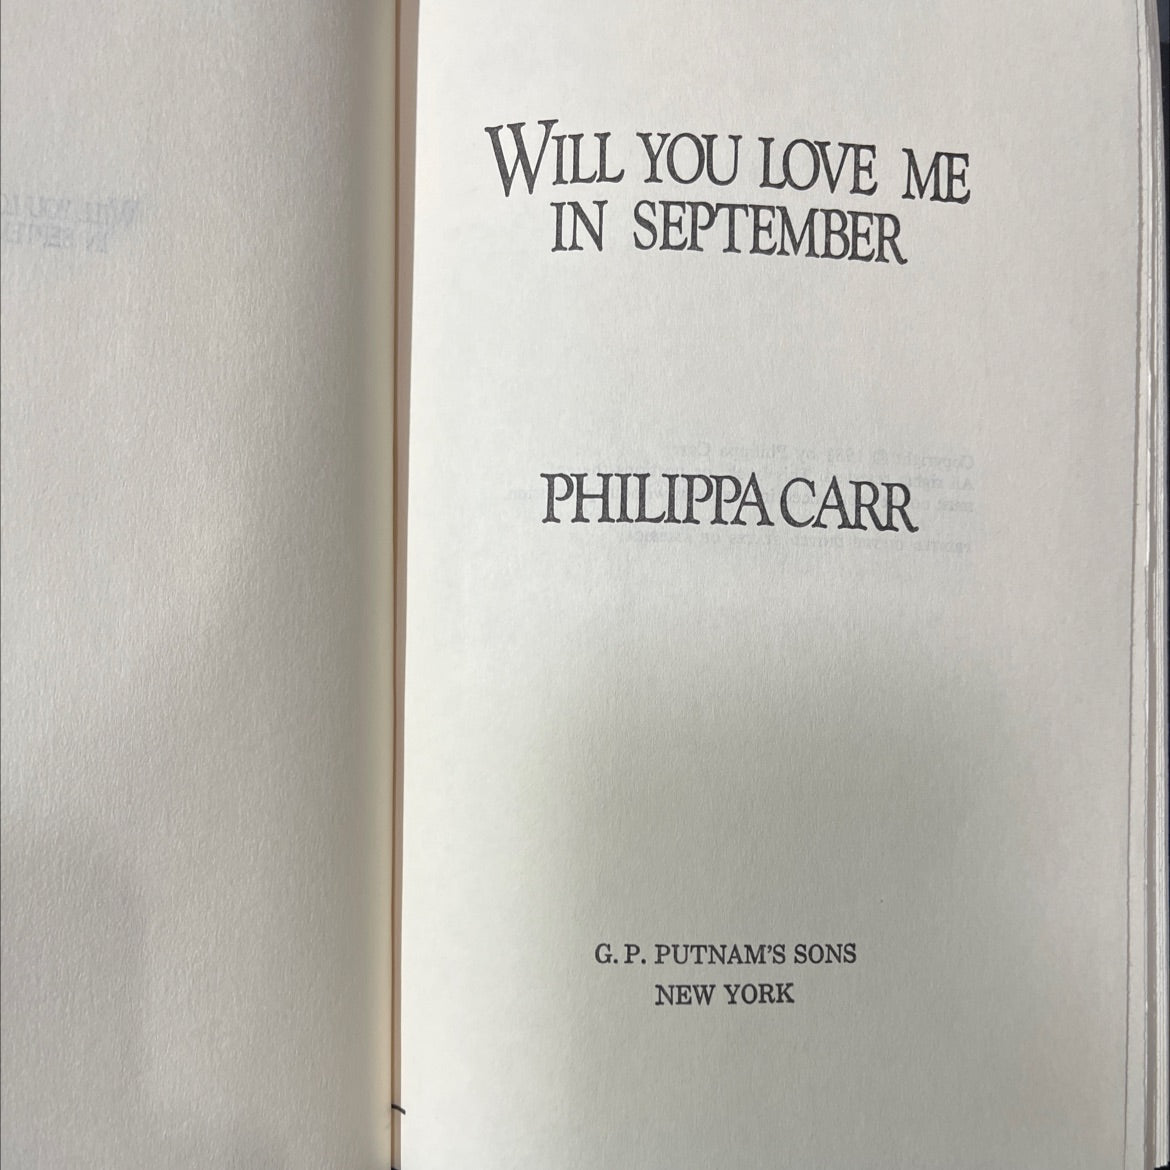 WILL YOU LOVE ME
IN SEPTEMBER
PHILIPPA CARR
G. P. PUTNAM'S SONS
NEW YORK